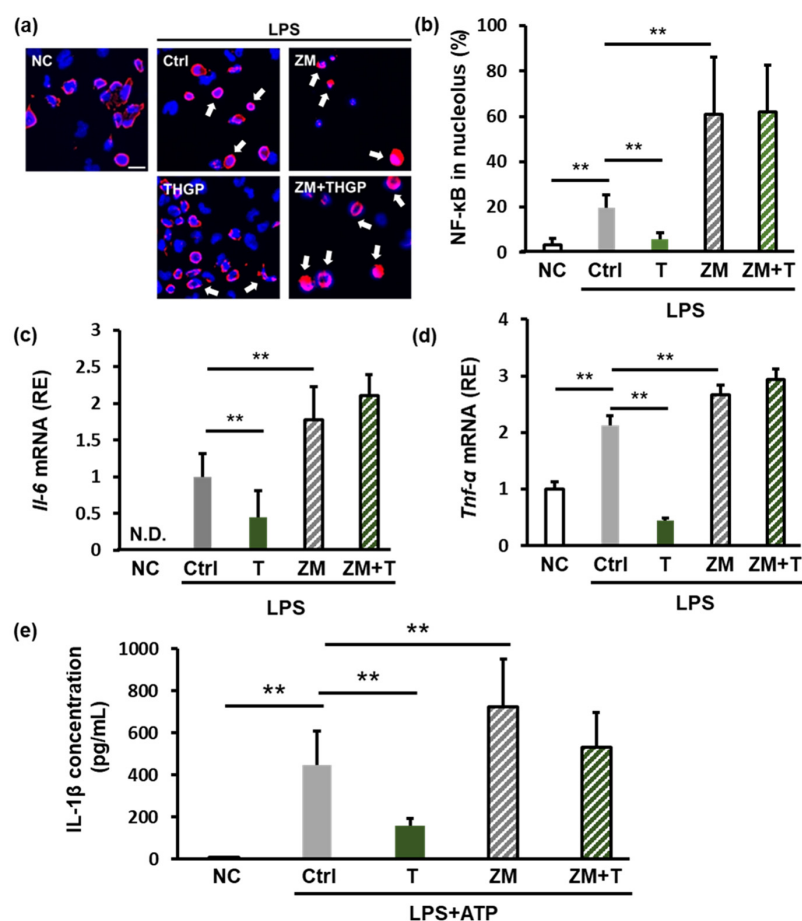 (a)
LPS
NC
Ctrl
ZM
THGP
ZM+THGP
(b)
NF-κB in nucleolus (%)
100
80
60
40
20
0
**
**
**
NC Ctrl T ZM ZM+T
LPS
(c)
Il-6 mRNA (RE)
3
2.5
2
1.5
1
0.5
0
**
**
N.D.
NC Ctrl T ZM ZM+T
LPS
(d)
Tnf-α mRNA (RE)
4
3
2
1
0
**
**
**
NC Ctrl T ZM ZM+T
LPS
(e)
IL-1β concentration
(pg/mL)
1000
800
600
400
200
0
**
**
**
NC Ctrl T ZM ZM+T
LPS+ATP